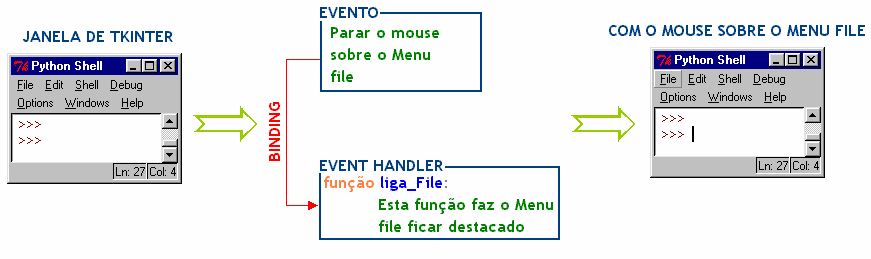 JANELA DE TKINTER
Python Shell
File Edit Shell Debug
Options Windows Help
>>>
>>>
Ln: 27 Col: 4
EVENTO
Parar o mouse
sobre o Menu
file
BINDING
EVENT HANDLER
função liga_File:
Esta função faz o Menu
file ficar destacado
COM O MOUSE SOBRE O MENU FILE
Python Shell
File Edit Shell Debug
Options Windows Help
>>>
>>>
Ln: 27 Col: 4